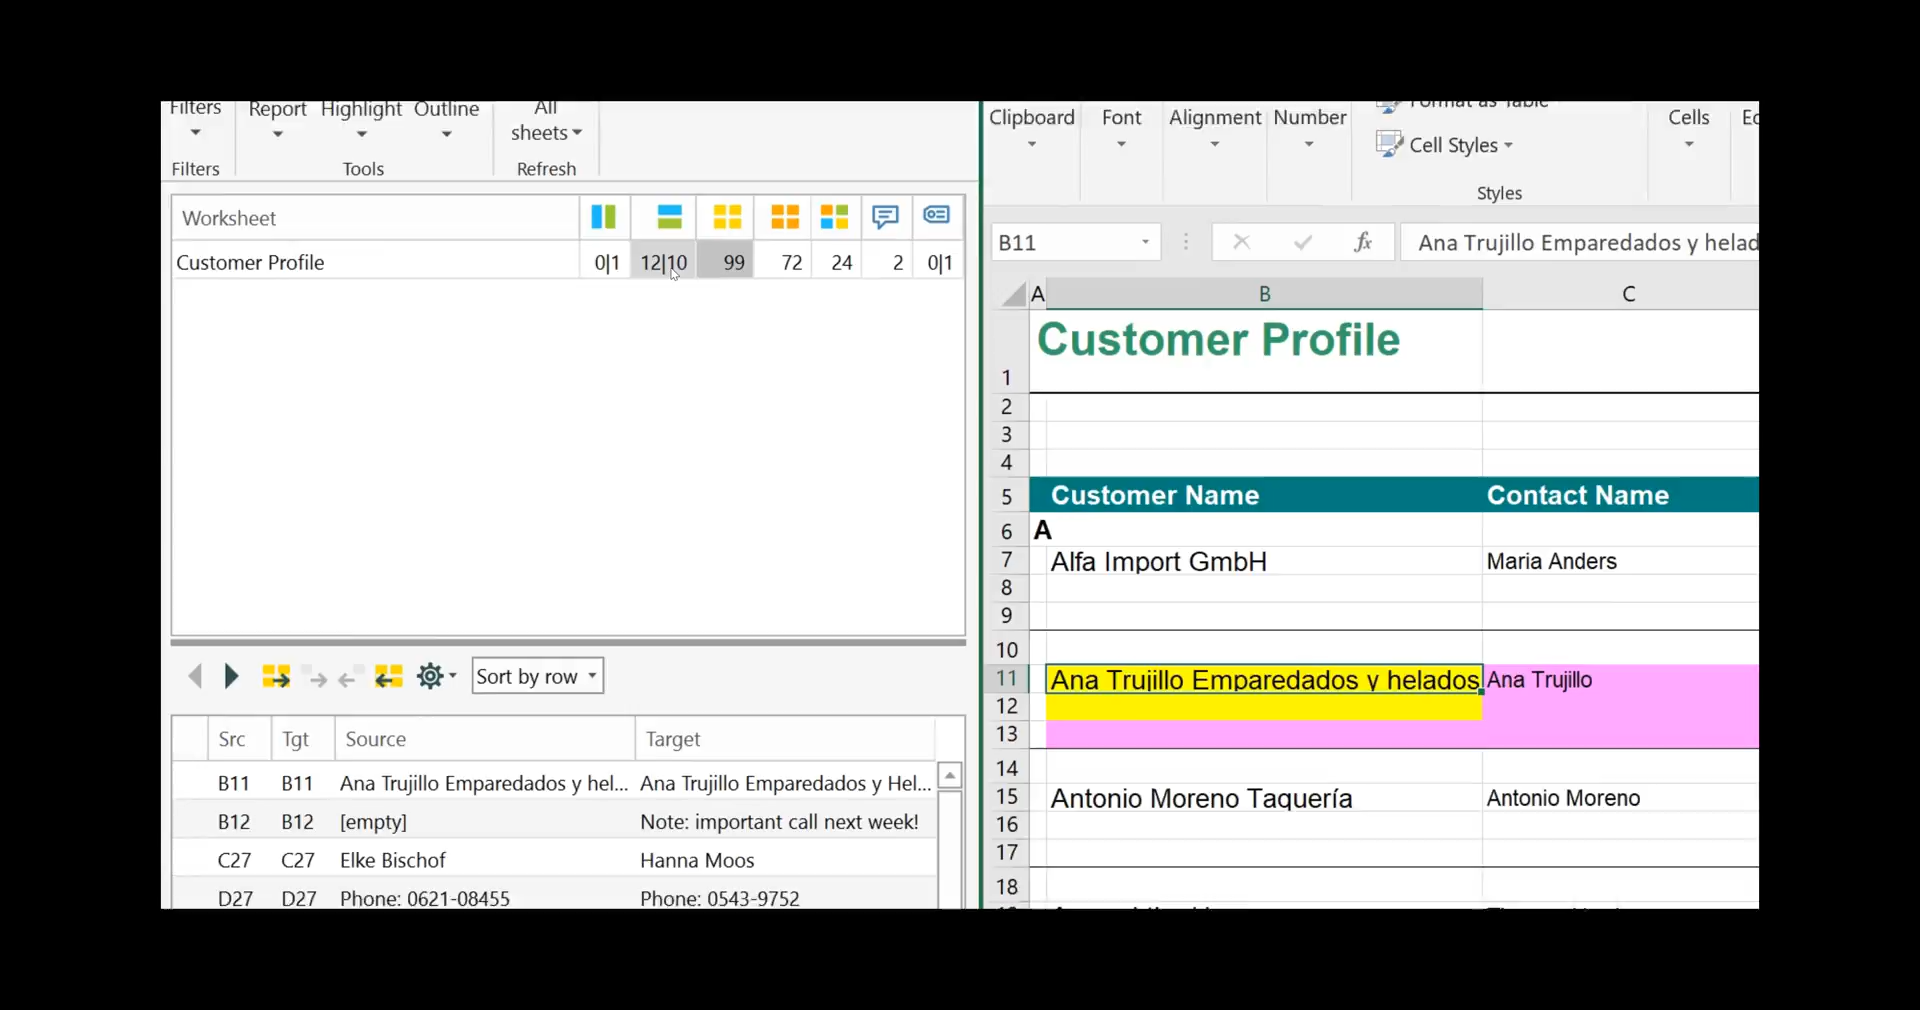 Filters Report Highlight Outline All
sheets
Filters Tools Refresh
Worksheet
Customer Profile 0|1 12|10 99 72 24 2 0|1
Sort by row
Src Tgt Source Target
B11 B11 Ana Trujillo Emparedados y hel... Ana Trujillo Emparedados y Hel...
B12 B12 [empty] Note: important call next week!
C27 C27 Elke Bischof Hanna Moos
D27 D27 Phone: 0621-08455 Phone: 0543-9752
Format as Table
Clipboard Font Alignment Number Cells
Cell Styles
Styles
B11 fx Ana Trujillo Emparedados y helad
A B C
1 Customer Profile
2
3
4
5 Customer Name Contact Name
6 A
7 Alfa Import GmbH Maria Anders
8
9
10
11 Ana Trujillo Emparedados y helados Ana Trujillo
12
13
14
15 Antonio Moreno Taquería Antonio Moreno
16
17
18